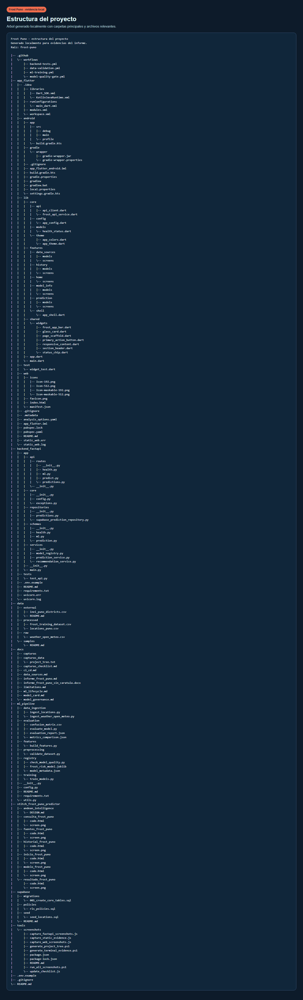 Frost Puno - evidencia local
Estructura del proyecto
Arbol generado localmente con carpetas principales y archivos relevantes.
Frost Puno - estructura del proyecto
Generado localmente para evidencias del informe.
Raiz: frost-puno
|-- .github
|   \-- workflows
|       |-- backend-tests.yml
|       |-- data-validation.yml
|       |-- ml-training.yml
|       \-- model-quality-gate.yml
|-- app_flutter
|   |-- .idea
|   |   |-- libraries
|   |   |   |-- Dart_SDK.xml
|   |   |   \-- KotlinJavaRuntime.xml
|   |   |-- runConfigurations
|   |   |   \-- main_dart.xml
|   |   |-- modules.xml
|   |   \-- workspace.xml
|   |-- android
|   |   |-- app
|   |   |   |-- src
|   |   |   |   |-- debug
|   |   |   |   |-- main
|   |   |   |   \-- profile
|   |   |   \-- build.gradle.kts
|   |   |-- gradle
|   |   |   \-- wrapper
|   |   |       |-- gradle-wrapper.jar
|   |   |       \-- gradle-wrapper.properties
|   |   |-- .gitignore
|   |   |-- app_flutter_android.iml
|   |   |-- build.gradle.kts
|   |   |-- gradle.properties
|   |   |-- gradlew
|   |   |-- gradlew.bat
|   |   |-- local.properties
|   |   \-- settings.gradle.kts
|   |-- lib
|   |   |-- core
|   |   |   |-- api
|   |   |   |   |-- api_client.dart
|   |   |   |   \-- frost_api_service.dart
|   |   |   |-- config
|   |   |   |   \-- app_config.dart
|   |   |   |-- models
|   |   |   |   \-- health_status.dart
|   |   |   \-- theme
|   |   |       |-- app_colors.dart
|   |   |       \-- app_theme.dart
|   |   |-- features
|   |   |   |-- data_sources
|   |   |   |   |-- models
|   |   |   |   \-- screens
|   |   |   |-- history
|   |   |   |   |-- models
|   |   |   |   \-- screens
|   |   |   |-- home
|   |   |   |   \-- screens
|   |   |   |-- model_info
|   |   |   |   |-- models
|   |   |   |   \-- screens
|   |   |   |-- prediction
|   |   |   |   |-- models
|   |   |   |   \-- screens
|   |   |   \-- shell
|   |   |       \-- app_shell.dart
|   |   |-- shared
|   |   |   \-- widgets
|   |   |       |-- frost_app_bar.dart
|   |   |       |-- glass_card.dart
|   |   |       |-- page_scaffold.dart
|   |   |       |-- primary_action_button.dart
|   |   |       |-- responsive_content.dart
|   |   |       |-- section_header.dart
|   |   |       \-- status_chip.dart
|   |   |-- app.dart
|   |   \-- main.dart
|   |-- test
|   |   \-- widget_test.dart
|   |-- web
|   |   |-- icons
|   |   |   |-- Icon-192.png
|   |   |   |-- Icon-512.png
|   |   |   |-- Icon-maskable-192.png
|   |   |   \-- Icon-maskable-512.png
|   |   |-- favicon.png
|   |   |-- index.html
|   |   \-- manifest.json
|   |-- .gitignore
|   |-- .metadata
|   |-- analysis_options.yaml
|   |-- app_flutter.iml
|   |-- pubspec.lock
|   |-- pubspec.yaml
|   |-- README.md
|   |-- static_web.err
|   \-- static_web.log
|-- backend_fastapi
|   |-- app
|   |   |-- api
|   |   |   |-- routes
|   |   |   |   |-- __init__.py
|   |   |   |   |-- health.py
|   |   |   |   |-- ml.py
|   |   |   |   |-- predict.py
|   |   |   |   \-- predictions.py
|   |   |   \-- __init__.py
|   |   |-- core
|   |   |   |-- __init__.py
|   |   |   |-- config.py
|   |   |   \-- exceptions.py
|   |   |-- repositories
|   |   |   |-- __init__.py
|   |   |   |-- predictions.py
|   |   |   \-- supabase_prediction_repository.py
|   |   |-- schemas
|   |   |   |-- __init__.py
|   |   |   |-- health.py
|   |   |   |-- ml.py
|   |   |   \-- prediction.py
|   |   |-- services
|   |   |   |-- __init__.py
|   |   |   |-- model_registry.py
|   |   |   |-- prediction_service.py
|   |   |   \-- recommendation_service.py
|   |   |-- __init__.py
|   |   \-- main.py
|   |-- tests
|   |   \-- test_api.py
|   |-- .env.example
|   |-- README.md
|   |-- requirements.txt
|   |-- uvicorn.err
|   \-- uvicorn.log
|-- data
|   |-- external
|   |   |-- inei_puno_districts.csv
|   |   \-- README.md
|   |-- processed
|   |   |-- frost_training_dataset.csv
|   |   \-- locations_puno.csv
|   |-- raw
|   |   \-- weather_open_meteo.csv
|   \-- samples
|       \-- README.md
|-- docs
|   |-- capturas
|   |-- capturas_data
|   |   \-- project_tree.txt
|   |-- capturas_checklist.md
|   |-- ci_cd.md
|   |-- data_sources.md
|   |-- informe_frost_puno.md
|   |-- informe_frost_puno_sin_caratula.docx
|   |-- limitations.md
|   |-- ml_lifecycle.md
|   |-- model_card.md
|   \-- model_governance.md
|-- ml_pipeline
|   |-- data_ingestion
|   |   |-- ingest_locations.py
|   |   \-- ingest_weather_open_meteo.py
|   |-- evaluation
|   |   |-- confusion_matrix.csv
|   |   |-- evaluate_model.py
|   |   |-- evaluation_report.json
|   |   \-- metrics_comparison.json
|   |-- features
|   |   \-- build_features.py
|   |-- preprocessing
|   |   \-- validate_dataset.py
|   |-- registry
|   |   |-- check_model_quality.py
|   |   |-- frost_risk_model.joblib
|   |   \-- model_metadata.json
|   |-- training
|   |   \-- train_models.py
|   |-- __init__.py
|   |-- config.py
|   |-- README.md
|   |-- requirements.txt
|   \-- utils.py
|-- stitch_frost_puno_predictor
|   |-- andean_intelligence
|   |   \-- DESIGN.md
|   |-- consulta_frost_puno
|   |   |-- code.html
|   |   \-- screen.png
|   |-- fuentes_frost_puno
|   |   |-- code.html
|   |   \-- screen.png
|   |-- historial_frost_puno
|   |   |-- code.html
|   |   \-- screen.png
|   |-- inicio_frost_puno
|   |   |-- code.html
|   |   \-- screen.png
|   |-- modelo_frost_puno
|   |   |-- code.html
|   |   \-- screen.png
|   \-- resultado_frost_puno
|       |-- code.html
|       \-- screen.png
|-- supabase
|   |-- migrations
|   |   \-- 001_create_core_tables.sql
|   |-- policies
|   |   \-- rls_policies.sql
|   |-- seed
|   |   \-- seed_locations.sql
|   \-- README.md
|-- tools
|   \-- screenshots
|       |-- capture_fastapi_screenshots.js
|       |-- capture_static_evidence.js
|       |-- capture_web_screenshots.js
|       |-- generate_project_tree.ps1
|       |-- generate_terminal_evidence.ps1
|       |-- package.json
|       |-- package-lock.json
|       |-- README.md
|       |-- run_all_screenshots.ps1
|       \-- update_checklist.js
|-- .env.example
|-- .gitignore
\-- README.md